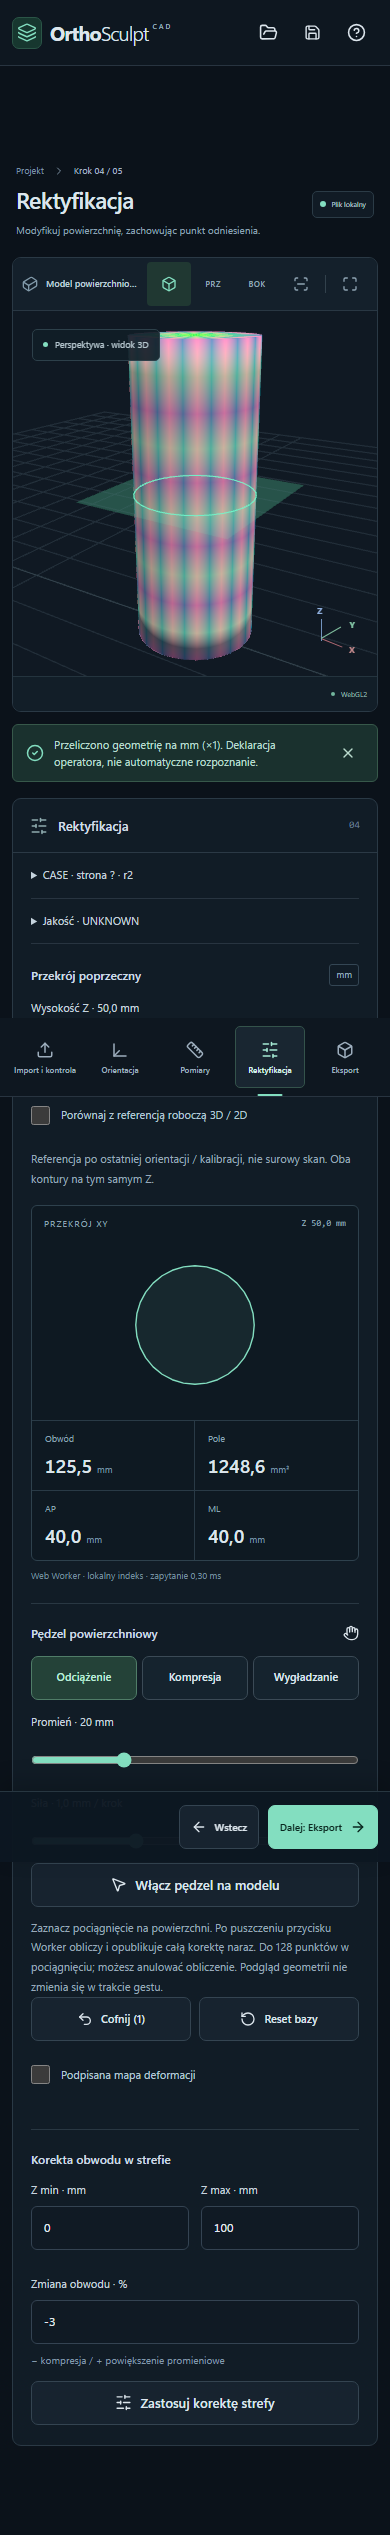 OrthoSculpt CAD
Projekt > Krok 04 / 05
Rektyfikacja
Plik lokalny
Modyfikuj powierzchnię, zachowując punkt odniesienia.
Model powierzchnio... PRZ BOK
Perspektywa · widok 3D
Z
Y
X
WebGL2
Przeliczono geometrię na mm (×1). Deklaracja
operatora, nie automatyczne rozpoznanie.
Rektyfikacja 04
CASE · strona ? · r2
Jakość · UNKNOWN
Przekrój poprzeczny mm
Wysokość Z · 50,0 mm
Import i kontrola Orientacja Pomiary Rektyfikacja Eksport
Porównaj z referencją roboczą 3D / 2D
Referencja po ostatniej orientacji / kalibracji, nie surowy skan. Oba
kontury na tym samym Z.
PRZEKRÓJ XY Z 50,0 mm
Obwód Pole
125,5 mm 1248,6 mm²
AP ML
40,0 mm 40,0 mm
Web Worker · lokalny indeks · zapytanie 0,30 ms
Pędzel powierzchniowy
Odciążenie Kompresja Wygładzanie
Promień · 20 mm
Siła · 1,0 mm / krok
Wstecz Dalej: Eksport
Włącz pędzel na modelu
Zaznacz pociągnięcie na powierzchni. Po puszczeniu przycisku
Worker obliczy i opublikuje całą korektę naraz. Do 128 punktów w
pociągnięciu; możesz anulować obliczenie. Podgląd geometrii nie
zmienia się w trakcie gestu.
Cofnij (1) Reset bazy
Podpisana mapa deformacji
Korekta obwodu w strefie
Z min · mm Z max · mm
0 100
Zmiana obwodu · %
-3
− kompresja / + powiększenie promieniowe
Zastosuj korektę strefy